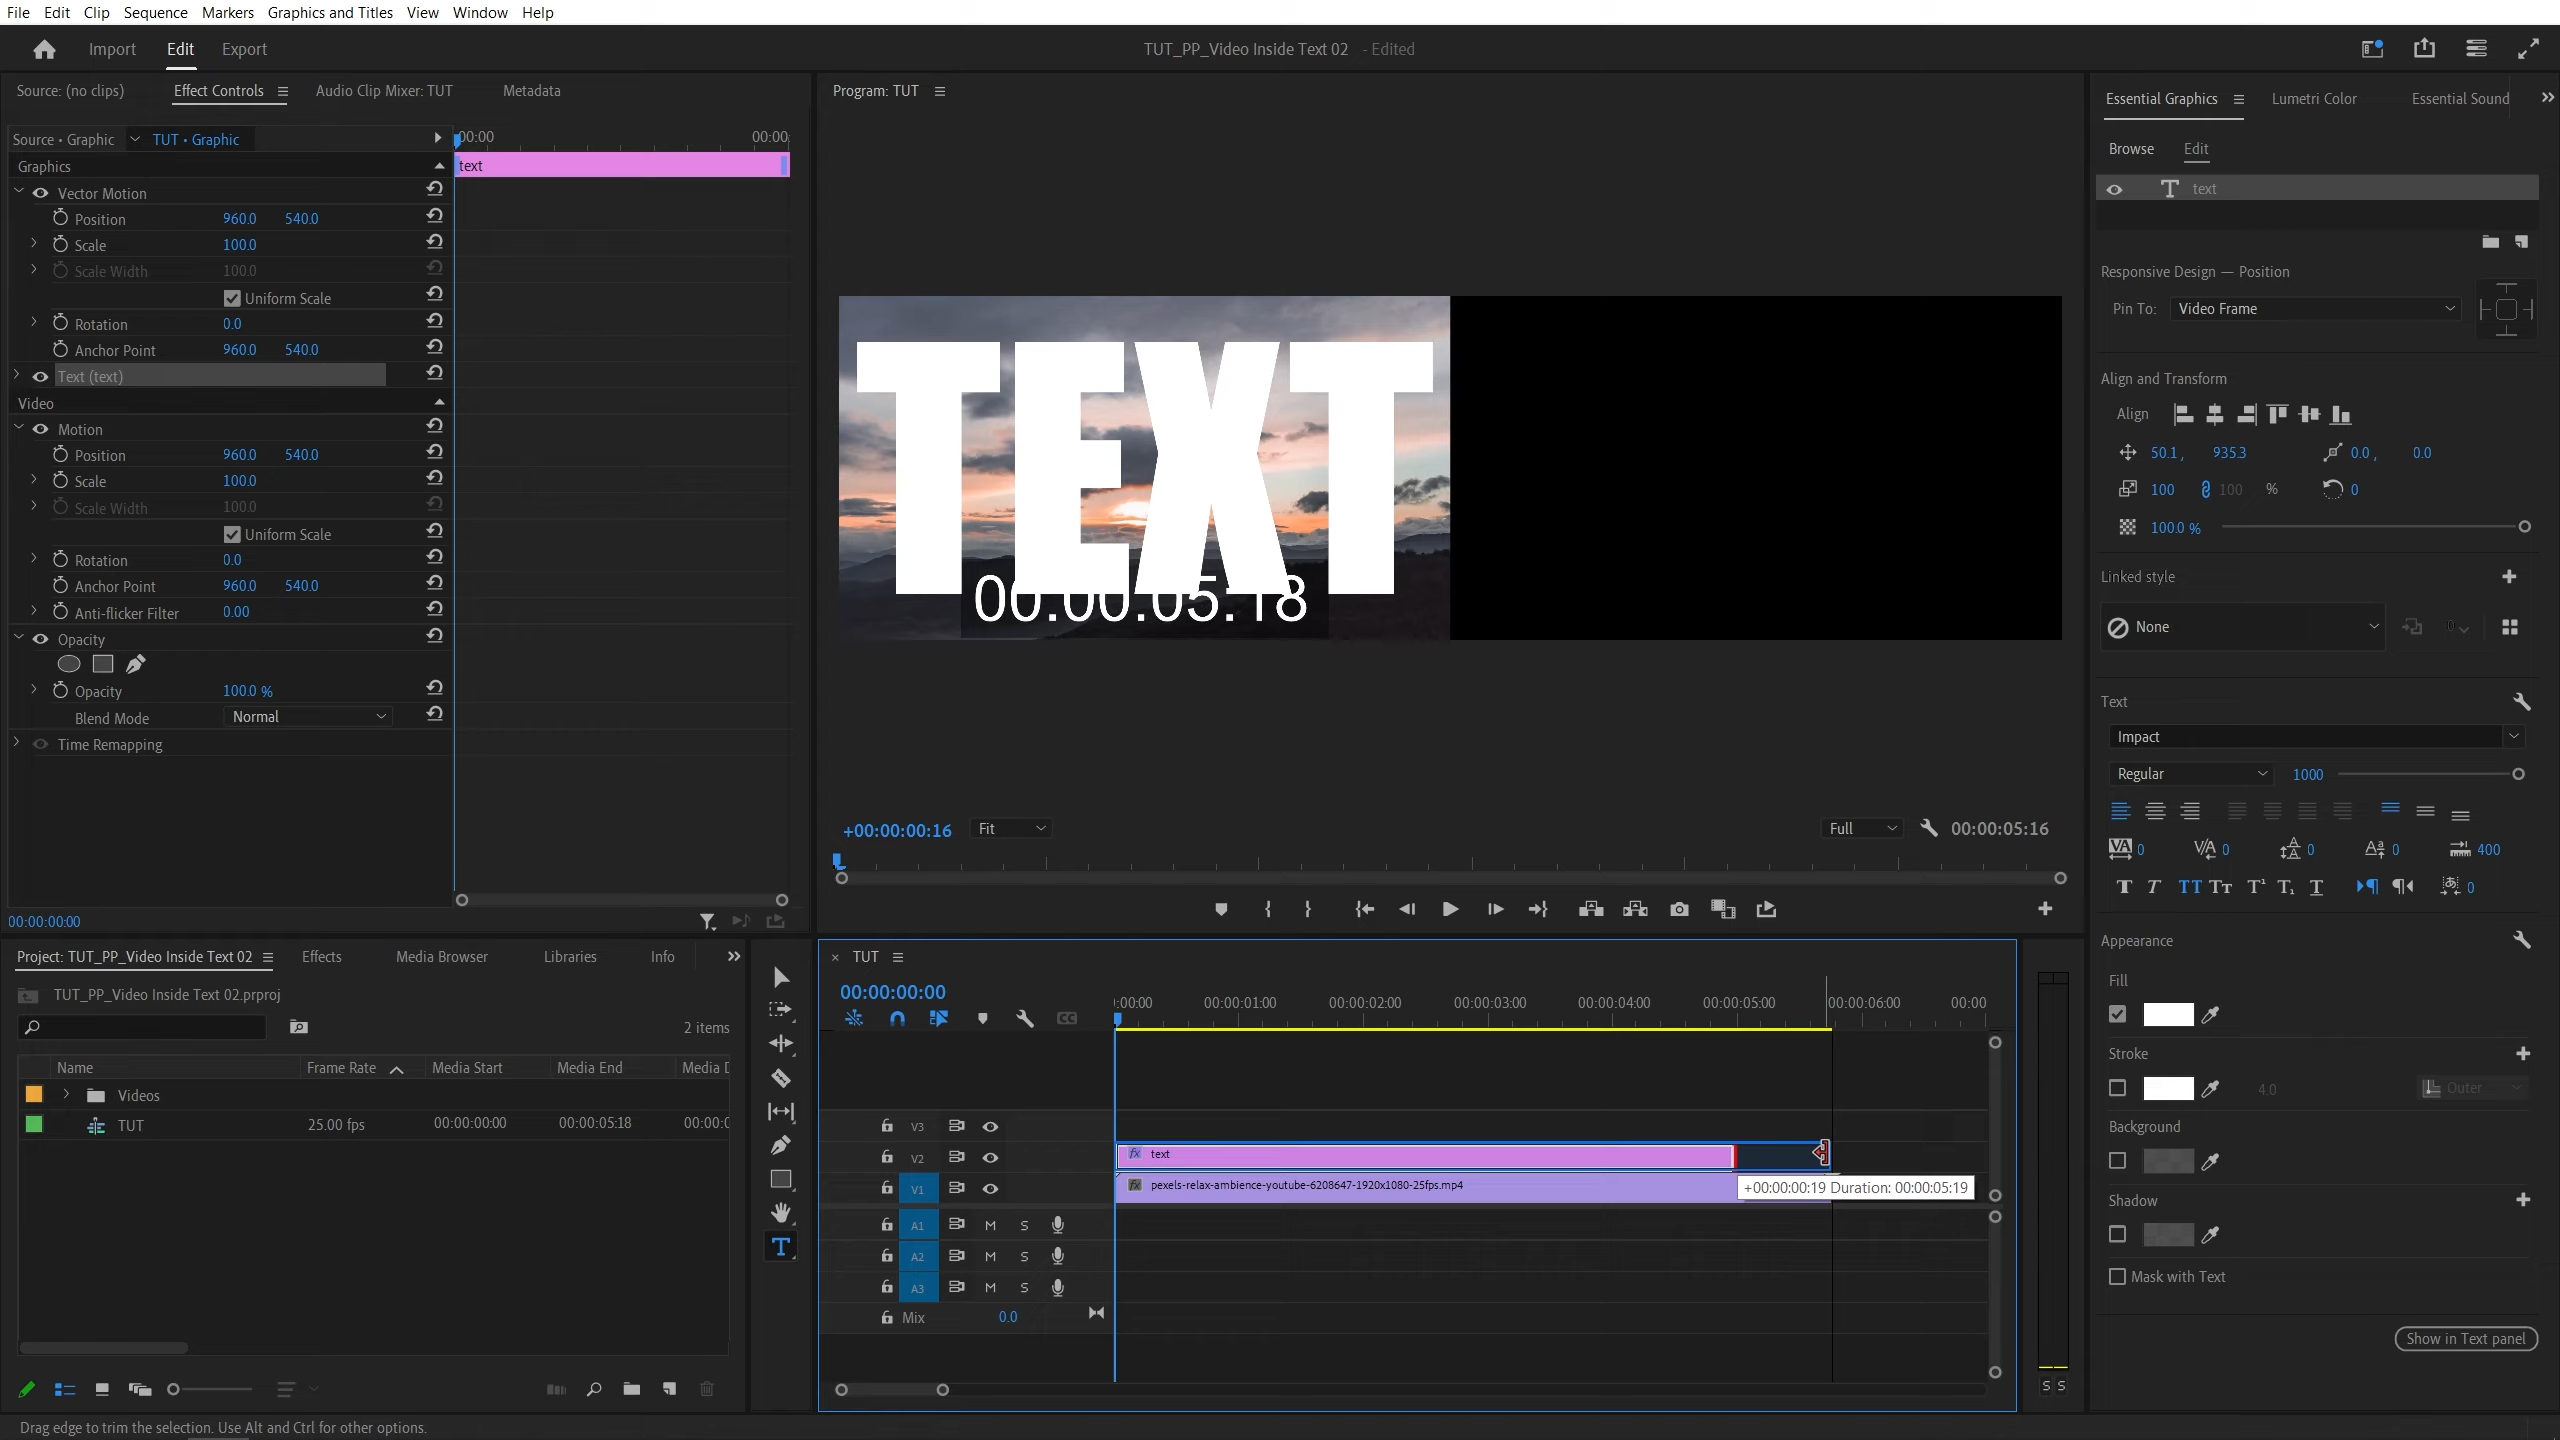 File Edit Clip Sequence Markers Graphics and Titles View Window Help
Import Edit Export
TUT_PP_Video Inside Text 02 - Edited
Source: (no clips) Effect Controls Audio Clip Mixer: TUT Metadata
Source • Graphic TUT • Graphic
:00:00 00:00
Graphics
text
Vector Motion
Position 960.0 540.0
Scale 100.0
Scale Width 100.0
Uniform Scale
Rotation 0.0
Anchor Point 960.0 540.0
Text (text)
Video
Motion
Position 960.0 540.0
Scale 100.0
Scale Width 100.0
Uniform Scale
Rotation 0.0
Anchor Point 960.0 540.0
Anti-flicker Filter 0.00
Opacity
Opacity 100.0 %
Blend Mode Normal
Time Remapping
00:00:00:00
Program: TUT
TEXT
00:00:05:18
+00:00:00:16 Fit Full 00:00:05:16
Essential Graphics Lumetri Color Essential Sound
Browse Edit
text
Responsive Design — Position
Pin To: Video Frame
Align and Transform
Align
50.1 , 935.3 0.0 , 0.0
100 100 % 0
100.0 %
Linked style
None
Text
Impact
Regular 1000
0 0 0 0 400
0
Appearance
Fill
Stroke
4.0 Outer
Background
Shadow
Mask with Text
Show in Text panel
Project: TUT_PP_Video Inside Text 02 Effects Media Browser Libraries Info
TUT_PP_Video Inside Text 02.prproj
2 items
Name Frame Rate Media Start Media End Media D
Videos
TUT 25.00 fps 00:00:00:00 00:00:05:18 00:00:0
TUT
00:00:00:00
:00:00 00:00:01:00 00:00:02:00 00:00:03:00 00:00:04:00 00:00:05:00 00:00:06:00 00:00
V3
V2 text
V1 pexels-relax-ambience-youtube-6208647-1920x1080-25fps.mp4
+00:00:00:19 Duration: 00:00:05:19
A1 M S
A2 M S
A3 M S
Mix 0.0
S S
Drag edge to trim the selection. Use Alt and Ctrl for other options.